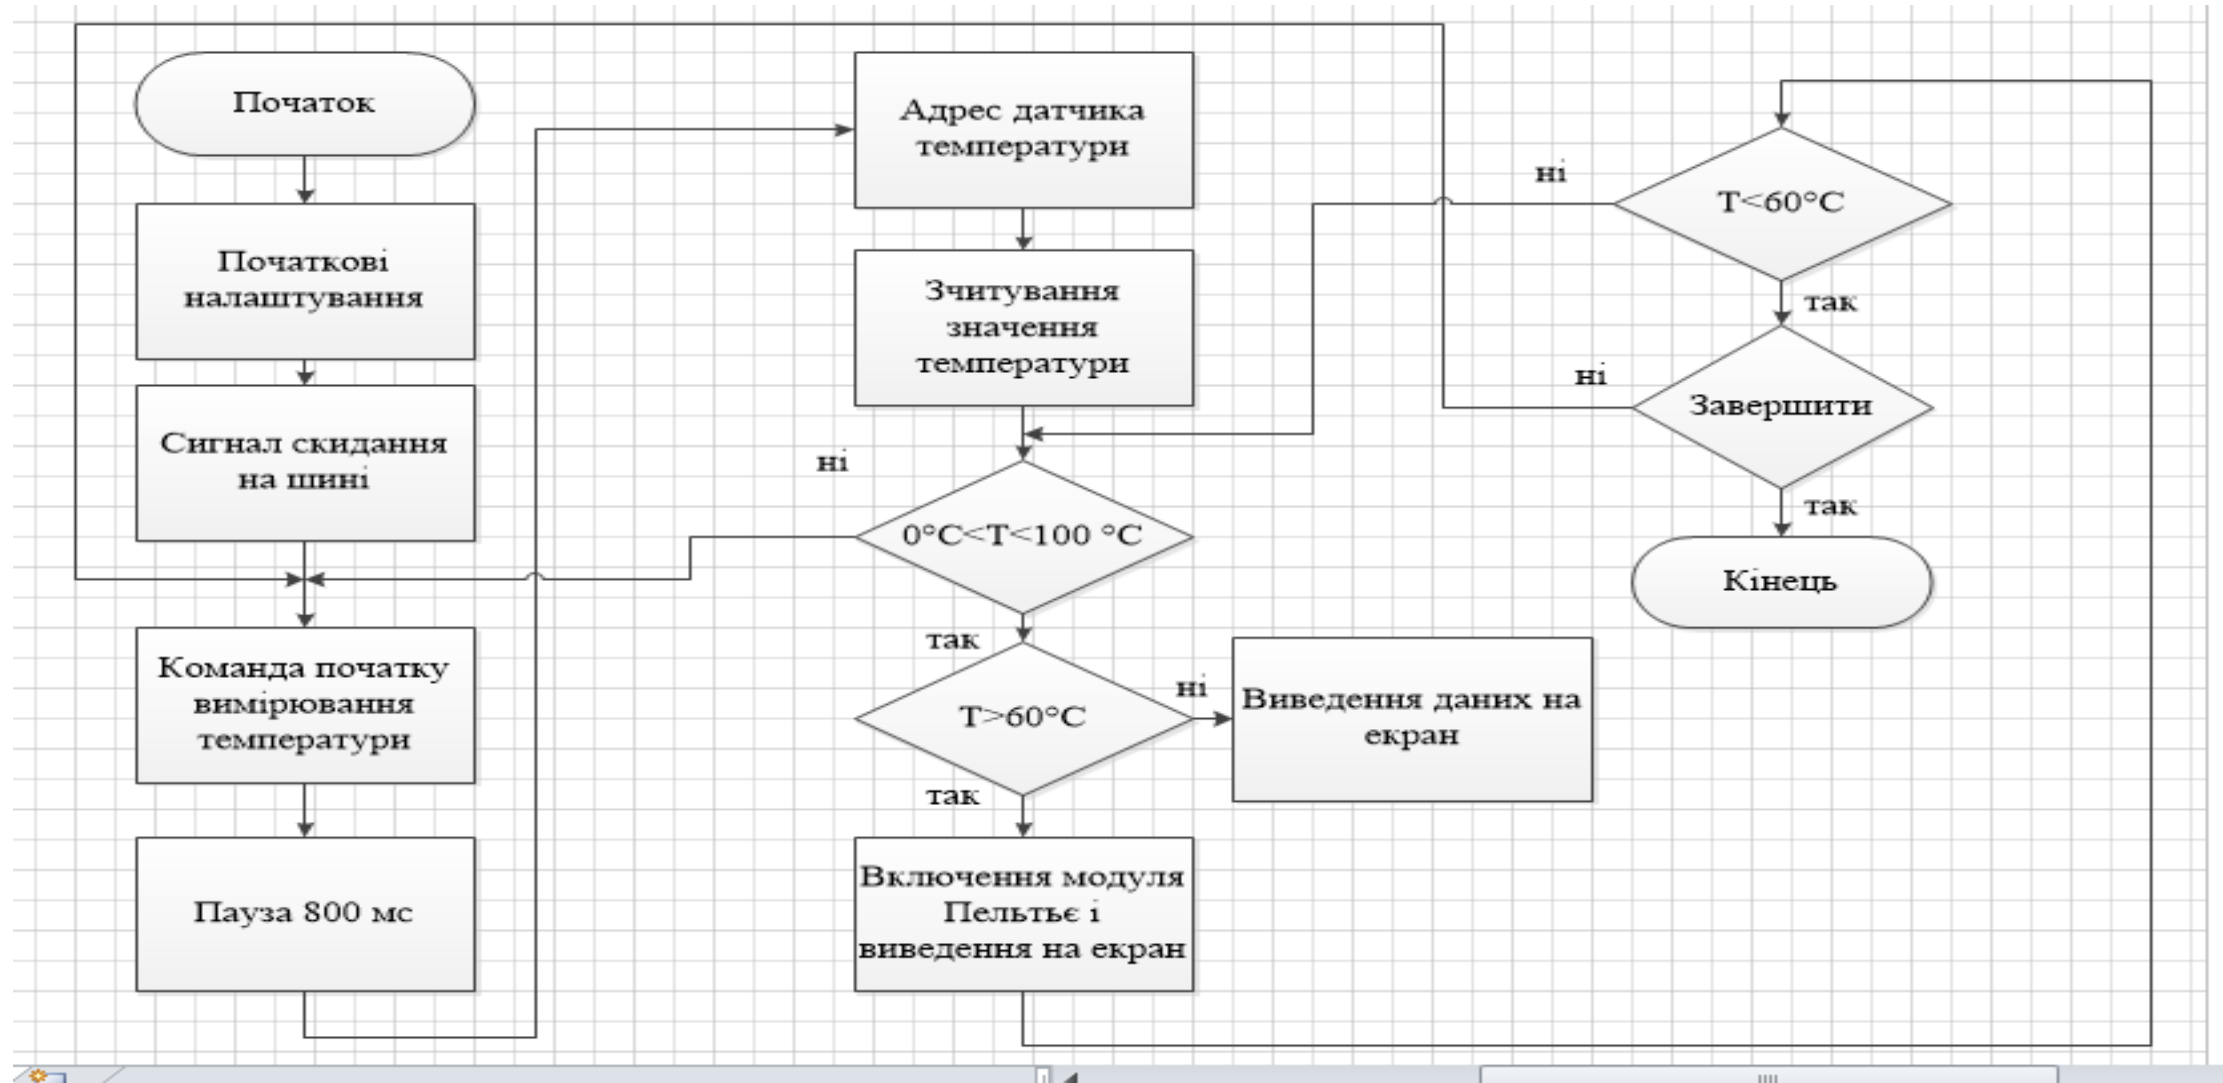 Початок
Початкові
налаштування
Сигнал скидання
на шині
Команда початку
вимірювання
температури
Пауза 800 мс
Адрес датчика
температури
Зчитування
значення
температури
ні
0°C<T<100 °C
так
T>60°C
ні
Виведення даних на
екран
так
Включення модуля
Пельтьє і
виведення на екран
ні
T<60°C
так
ні
Завершити
так
Кінець